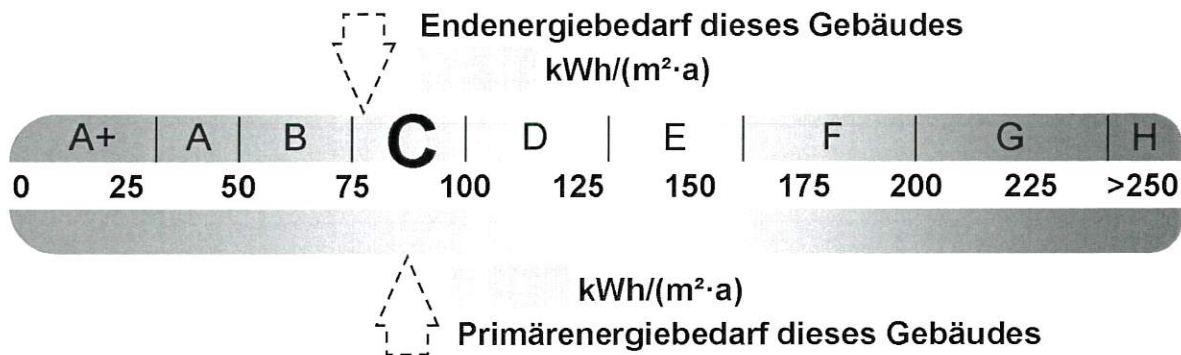 Endenergiebedarf dieses Gebäudes
kWh/(m²·a)
A+ A B C D E F G H
0 25 50 75 100 125 150 175 200 225 >250
kWh/(m²·a)
Primärenergiebedarf dieses Gebäudes